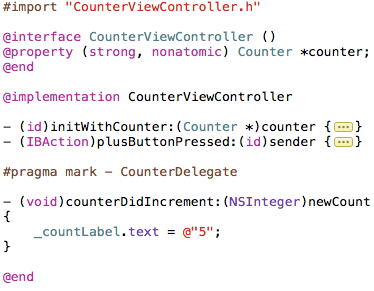 #import "CounterViewController.h"
@interface CounterViewController ()
@property (strong, nonatomic) Counter *counter;
@end
@implementation CounterViewController
- (id)initWithCounter:(Counter *)counter {...}
- (IBAction)plusButtonPressed:(id)sender {...}
#pragma mark - CounterDelegate
- (void)counterDidIncrement:(NSInteger)newCount
{
    _countLabel.text = @"5";
}
@end